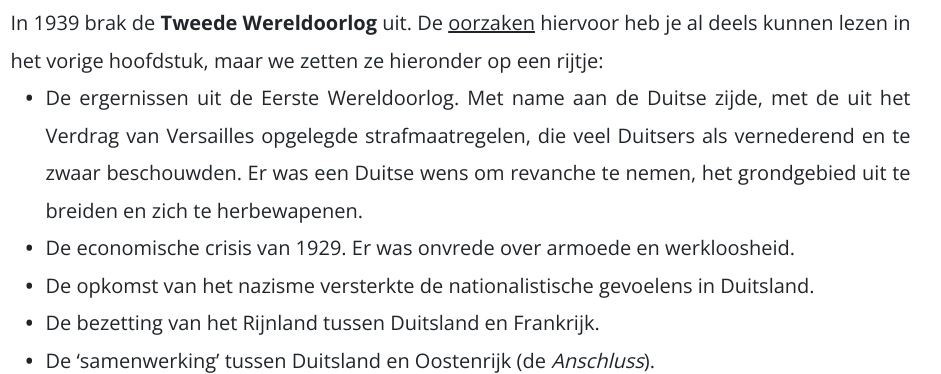 In 1939 brak de Tweede Wereldoorlog uit. De oorzaken hiervoor heb je al deels kunnen lezen in
het vorige hoofdstuk, maar we zetten ze hieronder op een rijtje:
• De ergernissen uit de Eerste Wereldoorlog. Met name aan de Duitse zijde, met de uit het
Verdrag van Versailles opgelegde strafmaatregelen, die veel Duitsers als vernederend en te
zwaar beschouwden. Er was een Duitse wens om revanche te nemen, het grondgebied uit te
breiden en zich te herbewapenen.
• De economische crisis van 1929. Er was onvrede over armoede en werkloosheid.
• De opkomst van het nazisme versterkte de nationalistische gevoelens in Duitsland.
• De bezetting van het Rijnland tussen Duitsland en Frankrijk.
• De ‘samenwerking’ tussen Duitsland en Oostenrijk (de Anschluss).